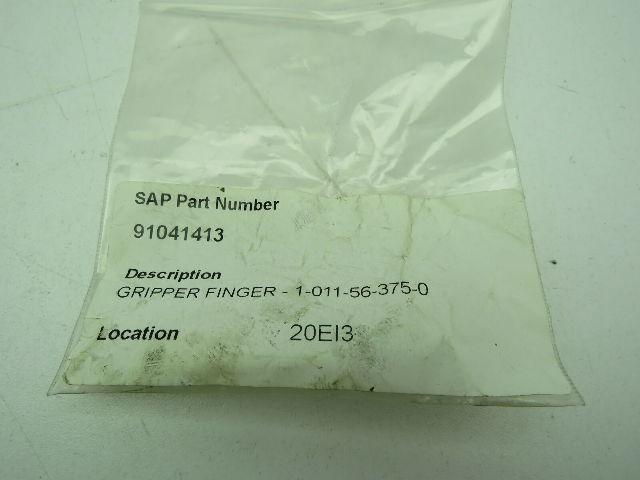 SAP Part Number
91041413
Description
GRIPPER FINGER - 1-011-56-375-0
Location 20EI3